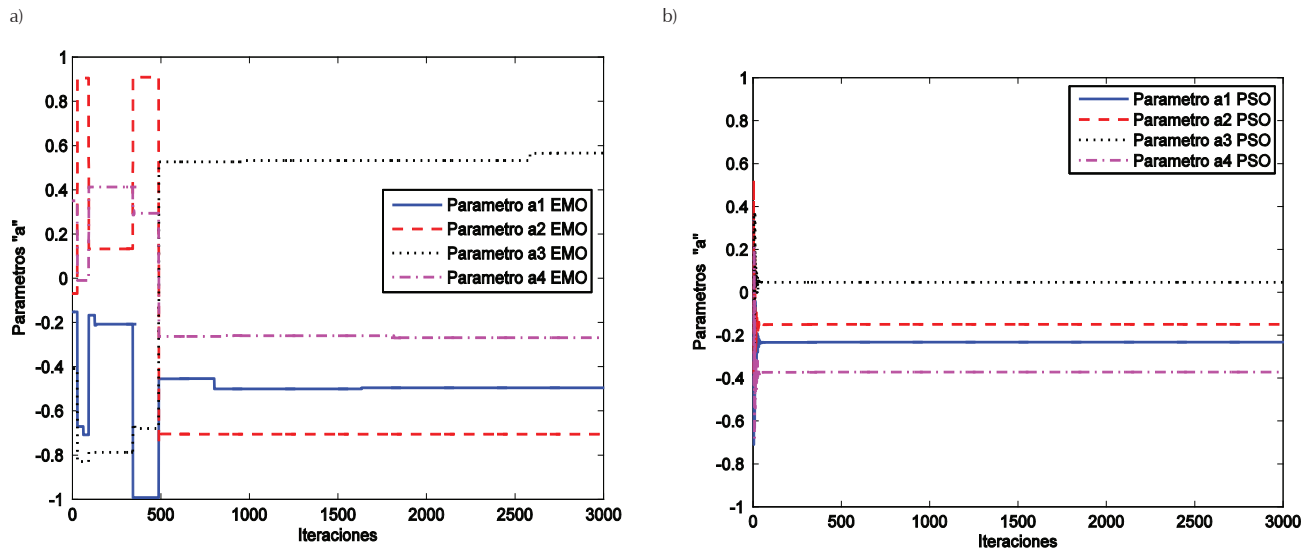 a)
1
0.8
0.6
0.4
0.2
0
-0.2
-0.4
-0.6
-0.8
-1
Parametros "a"
Parametro a1 EMO
Parametro a2 EMO
Parametro a3 EMO
Parametro a4 EMO
0 500 1000 1500 2000 2500 3000
Iteraciones
b)
1
0.8
0.6
0.4
0.2
0
-0.2
-0.4
-0.6
-0.8
-1
Parametros "a"
Parametro a1 PSO
Parametro a2 PSO
Parametro a3 PSO
Parametro a4 PSO
0 500 1000 1500 2000 2500 3000
Iteraciones